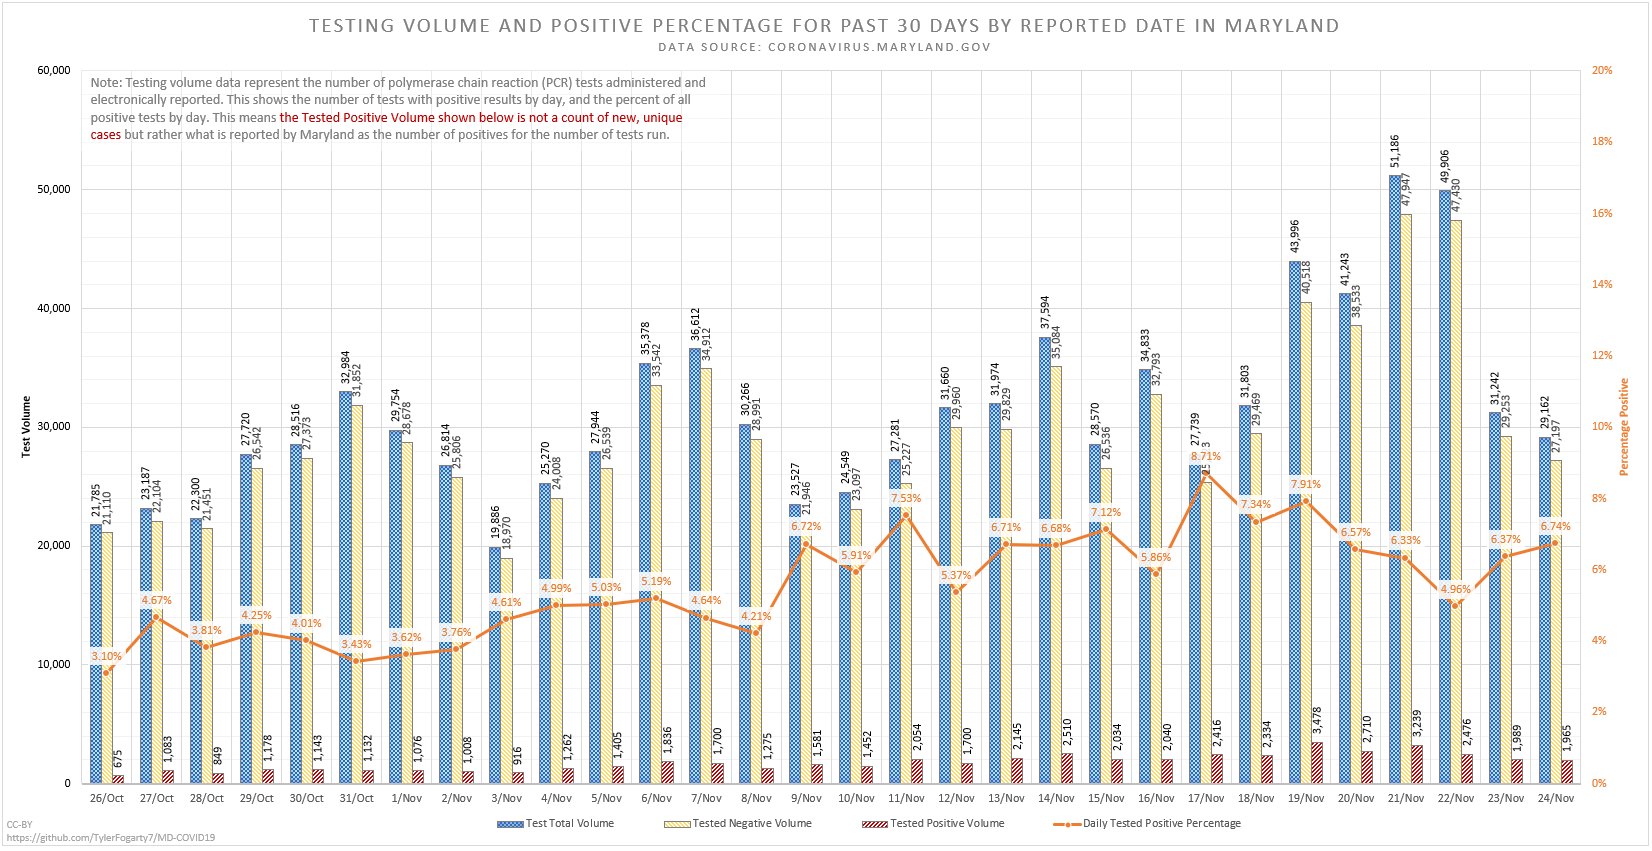 TESTING VOLUME AND POSITIVE PERCENTAGE FOR PAST 30 DAYS BY REPORTED DATE IN MARYLAND
DATA SOURCE: CORONAVIRUS.MARYLAND.GOV
Note: Testing volume data represent the number of polymerase chain reaction (PCR) tests administered and
electronically reported. This shows the number of tests with positive results by day, and the percent of all
positive tests by day. This means the Tested Positive Volume shown below is not a count of new, unique
cases but rather what is reported by Maryland as the number of positives for the number of tests run.
Test Volume
60,000
50,000
40,000
30,000
20,000
10,000
0
21,785 21,110 3.10% 675
23,187 22,104 4.67% 1,083
22,300 21,451 3.81% 849
27,720 26,542 4.25% 1,178
28,516 27,373 4.01% 1,143
32,984 31,852 3.43% 1,132
29,754 28,678 3.62% 1,076
26,814 25,806 3.76% 1,008
19,886 18,970 4.61% 916
25,270 24,008 4.99% 1,262
27,944 26,539 5.03% 1,405
35,378 33,542 5.19% 1,836
36,612 34,912 4.64% 1,700
30,266 28,991 4.21% 1,275
23,527 21,946 6.72% 1,581
24,549 23,097 5.91% 1,452
27,281 25,227 7.53% 2,054
31,660 29,960 5.37% 1,700
31,974 29,829 6.71% 2,145
37,594 35,084 6.68% 2,510
28,570 26,536 7.12% 2,034
34,833 32,793 5.86% 2,040
27,739 8.71% 2,416
31,803 29,469 7.34% 2,334
43,996 40,518 7.91% 3,478
41,243 38,533 6.57% 2,710
51,186 47,947 6.33% 3,239
49,906 47,430 4.96% 2,476
31,242 29,253 6.37% 1,989
29,162 27,197 6.74% 1,965
20%
18%
16%
14%
12%
10%
8%
6%
4%
2%
0%
Percentage Positive
26/Oct 27/Oct 28/Oct 29/Oct 30/Oct 31/Oct 1/Nov 2/Nov 3/Nov 4/Nov 5/Nov 6/Nov 7/Nov 8/Nov 9/Nov 10/Nov 11/Nov 12/Nov 13/Nov 14/Nov 15/Nov 16/Nov 17/Nov 18/Nov 19/Nov 20/Nov 21/Nov 22/Nov 23/Nov 24/Nov
Test Total Volume Tested Negative Volume Tested Positive Volume Daily Tested Positive Percentage
CC-BY
https://github.com/TylerFogarty7/MD-COVID19